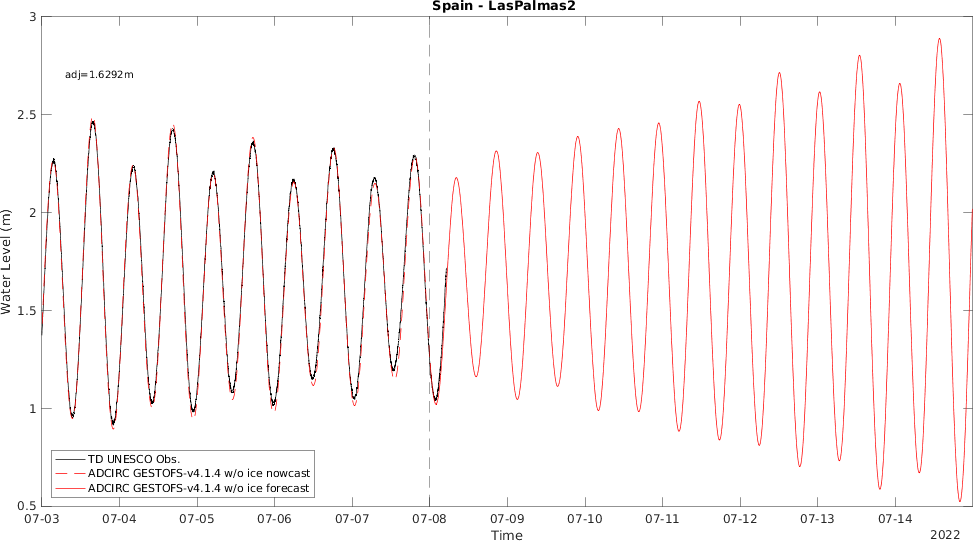 Spain - LasPalmas2
adj=1.6292m
3
2.5
2
1.5
1
0.5
Water Level (m)
TD UNESCO Obs.
ADCIRC GESTOFS-v4.1.4 w/o ice nowcast
ADCIRC GESTOFS-v4.1.4 w/o ice forecast
07-03 07-04 07-05 07-06 07-07 07-08 07-09 07-10 07-11 07-12 07-13 07-14
Time
2022